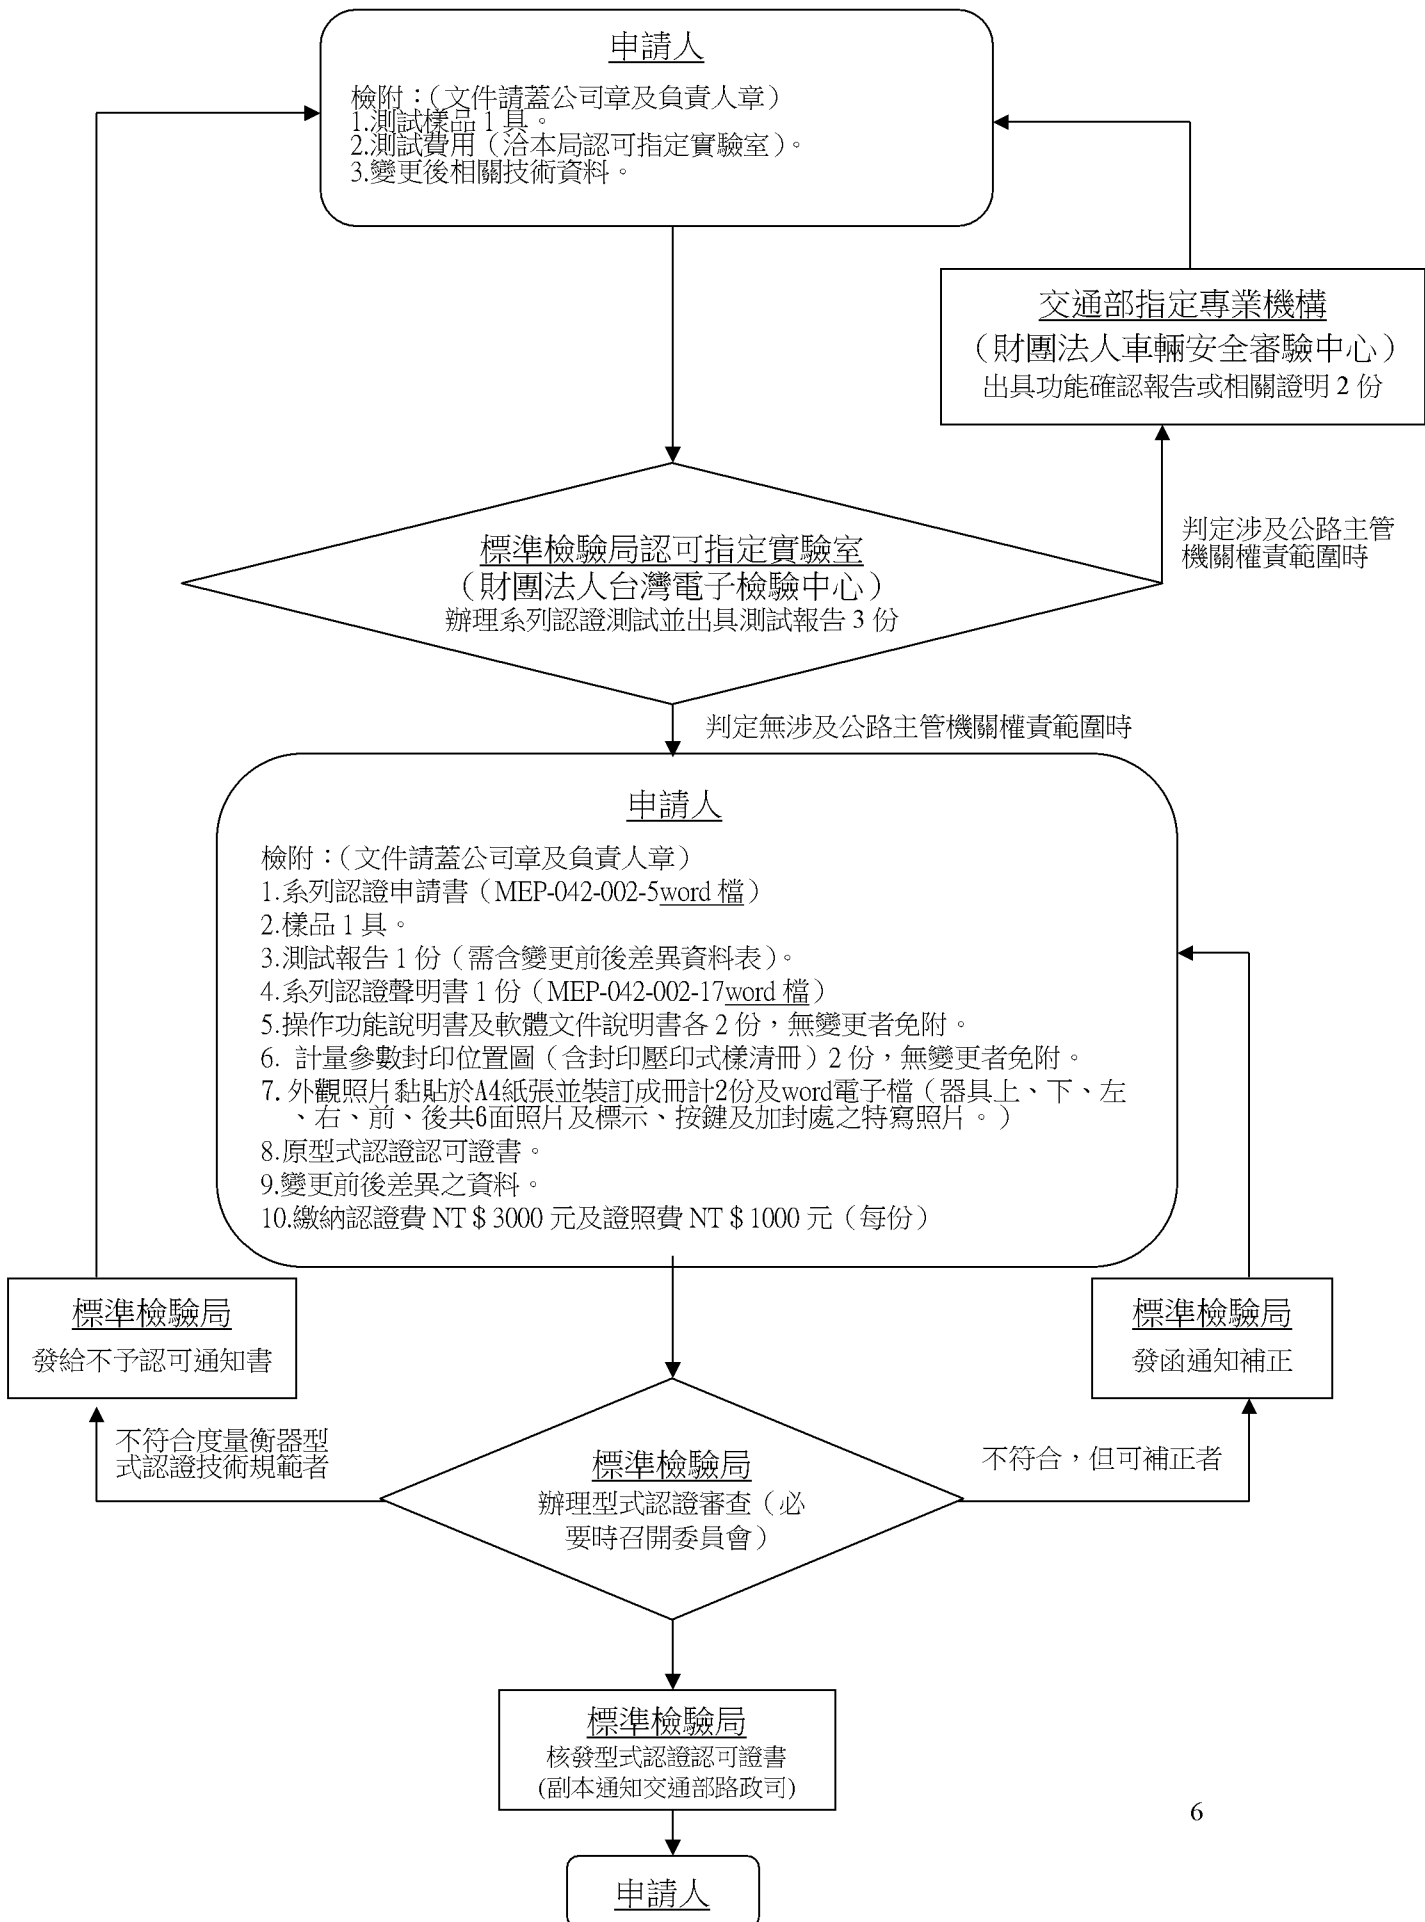 申請人
檢附：（文件請蓋公司章及負責人章）
1.測試樣品 1 具。
2.測試費用（洽本局認可指定實驗室）。
3.變更後相關技術資料。
交通部指定專業機構
（財團法人車輛安全審驗中心）
出具功能確認報告或相關證明 2 份
判定涉及公路主管
機關權責範圍時
標準檢驗局認可指定實驗室
（財團法人台灣電子檢驗中心）
辦理系列認證測試並出具測試報告 3 份
判定無涉及公路主管機關權責範圍時
申請人
檢附：（文件請蓋公司章及負責人章）
1.系列認證申請書（MEP-042-002-5word 檔）
2.樣品 1 具。
3.測試報告 1 份（需含變更前後差異資料表）。
4.系列認證聲明書 1 份（MEP-042-002-17word 檔）
5.操作功能說明書及軟體文件說明書各 2 份，無變更者免附。
6. 計量參數封印位置圖（含封印壓印式樣清冊）2 份，無變更者免附。
7. 外觀照片黏貼於A4紙張並裝訂成冊計2份及word電子檔（器具上、下、左
、右、前、後共6面照片及標示、按鍵及加封處之特寫照片。）
8.原型式認證認可證書。
9.變更前後差異之資料。
10.繳納認證費 NT＄3000 元及證照費 NT＄1000 元（每份）
標準檢驗局
發給不予認可通知書
標準檢驗局
發函通知補正
不符合度量衡器型
式認證技術規範者
標準檢驗局
辦理型式認證審查（必
要時召開委員會）
不符合，但可補正者
標準檢驗局
核發型式認證認可證書
(副本通知交通部路政司)
6
申請人